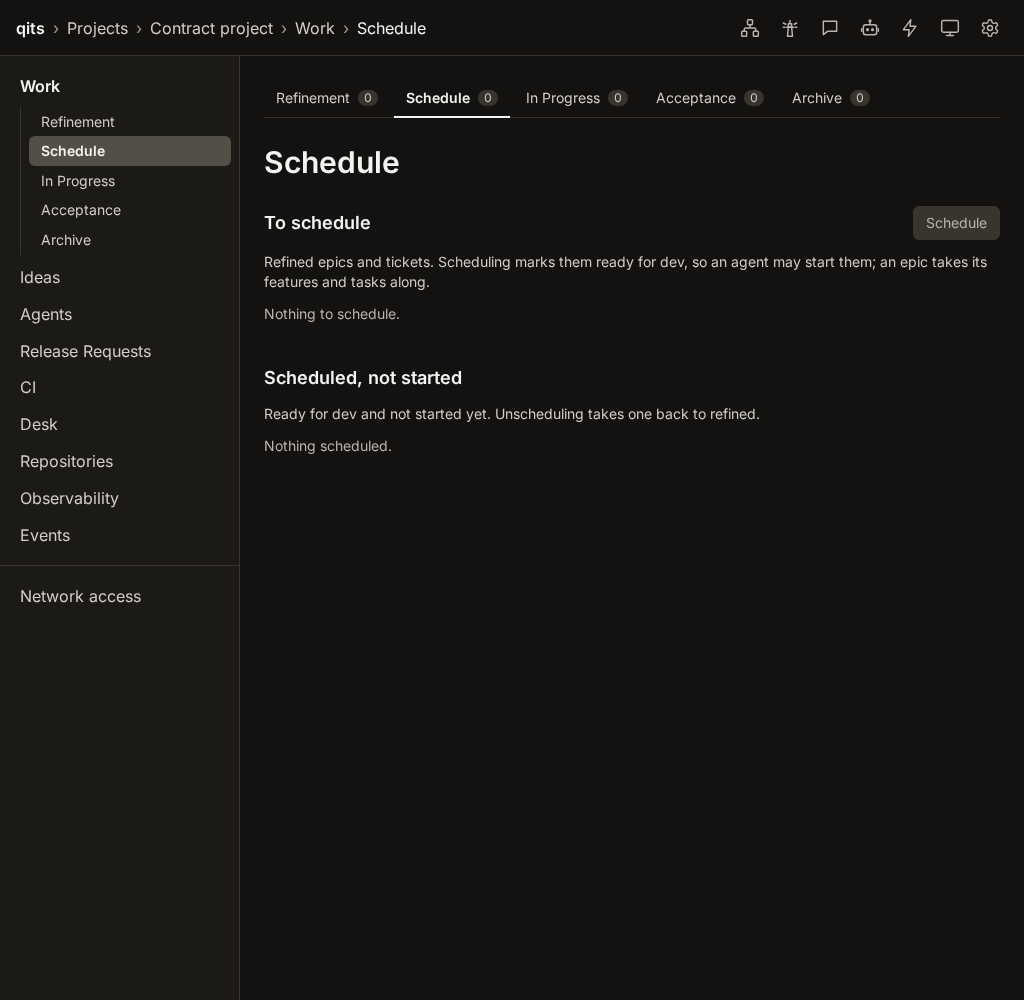 qits › Projects › Contract project › Work › Schedule
Work
Refinement
Schedule
In Progress
Acceptance
Archive
Ideas
Agents
Release Requests
CI
Desk
Repositories
Observability
Events
Network access
Refinement 0 Schedule 0 In Progress 0 Acceptance 0 Archive 0
Schedule
To schedule
Schedule
Refined epics and tickets. Scheduling marks them ready for dev, so an agent may start them; an epic takes its
features and tasks along.
Nothing to schedule.
Scheduled, not started
Ready for dev and not started yet. Unscheduling takes one back to refined.
Nothing scheduled.